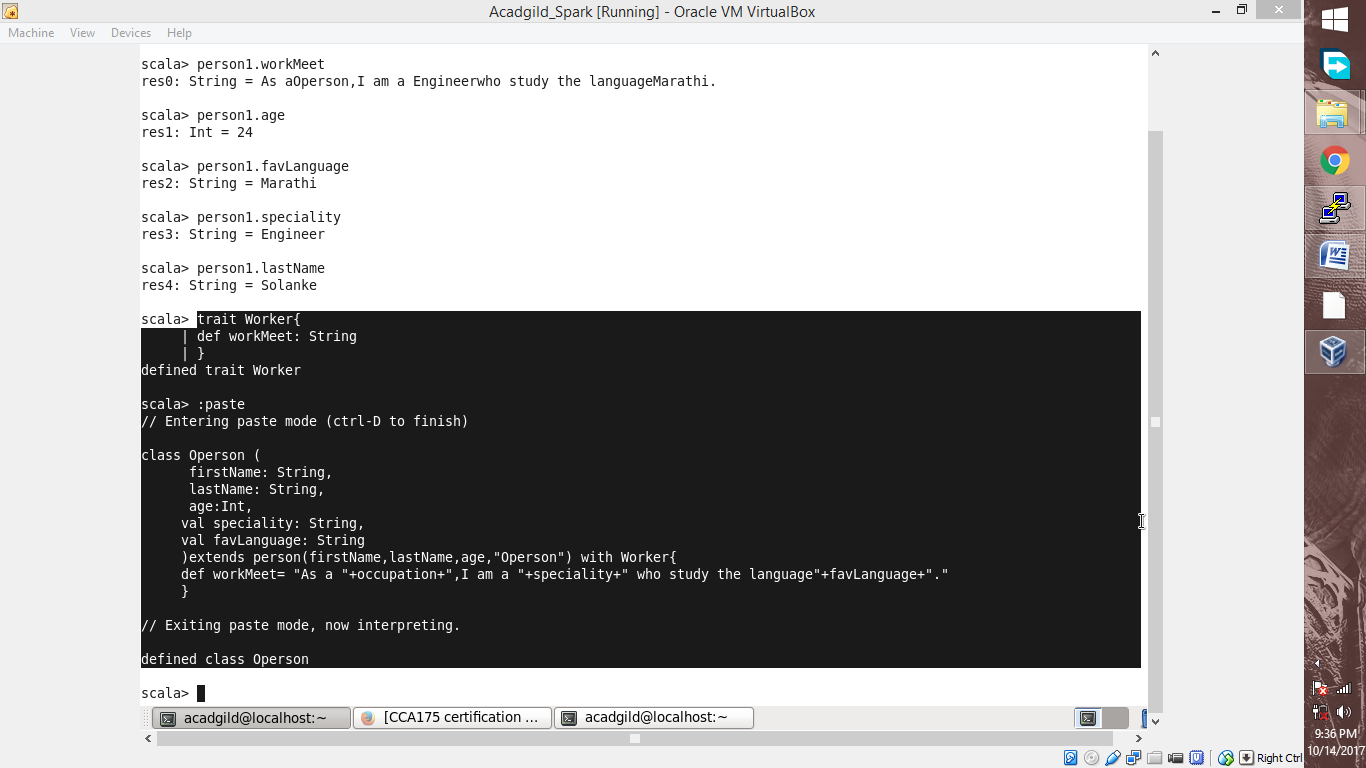 Acadgild_Spark [Running] - Oracle VM VirtualBox
Machine View Devices Help
scala> person1.workMeet
res0: String = As aOperson,I am a Engineerwho study the languageMarathi.
scala> person1.age
res1: Int = 24
scala> person1.favLanguage
res2: String = Marathi
scala> person1.speciality
res3: String = Engineer
scala> person1.lastName
res4: String = Solanke
scala> trait Worker{
     | def workMeet: String
     | }
defined trait Worker
scala> :paste
// Entering paste mode (ctrl-D to finish)
class Operson (
      firstName: String,
      lastName: String,
      age:Int,
     val speciality: String,
     val favLanguage: String
     )extends person(firstName,lastName,age,"Operson") with Worker{
     def workMeet= "As a "+occupation+",I am a "+speciality+" who study the language"+favLanguage+"."
     }
// Exiting paste mode, now interpreting.
defined class Operson
scala>
acadgild@localhost:~ [CCA175 certification ... acadgild@localhost:~
9:36 PM
10/14/2017
Right Ctrl